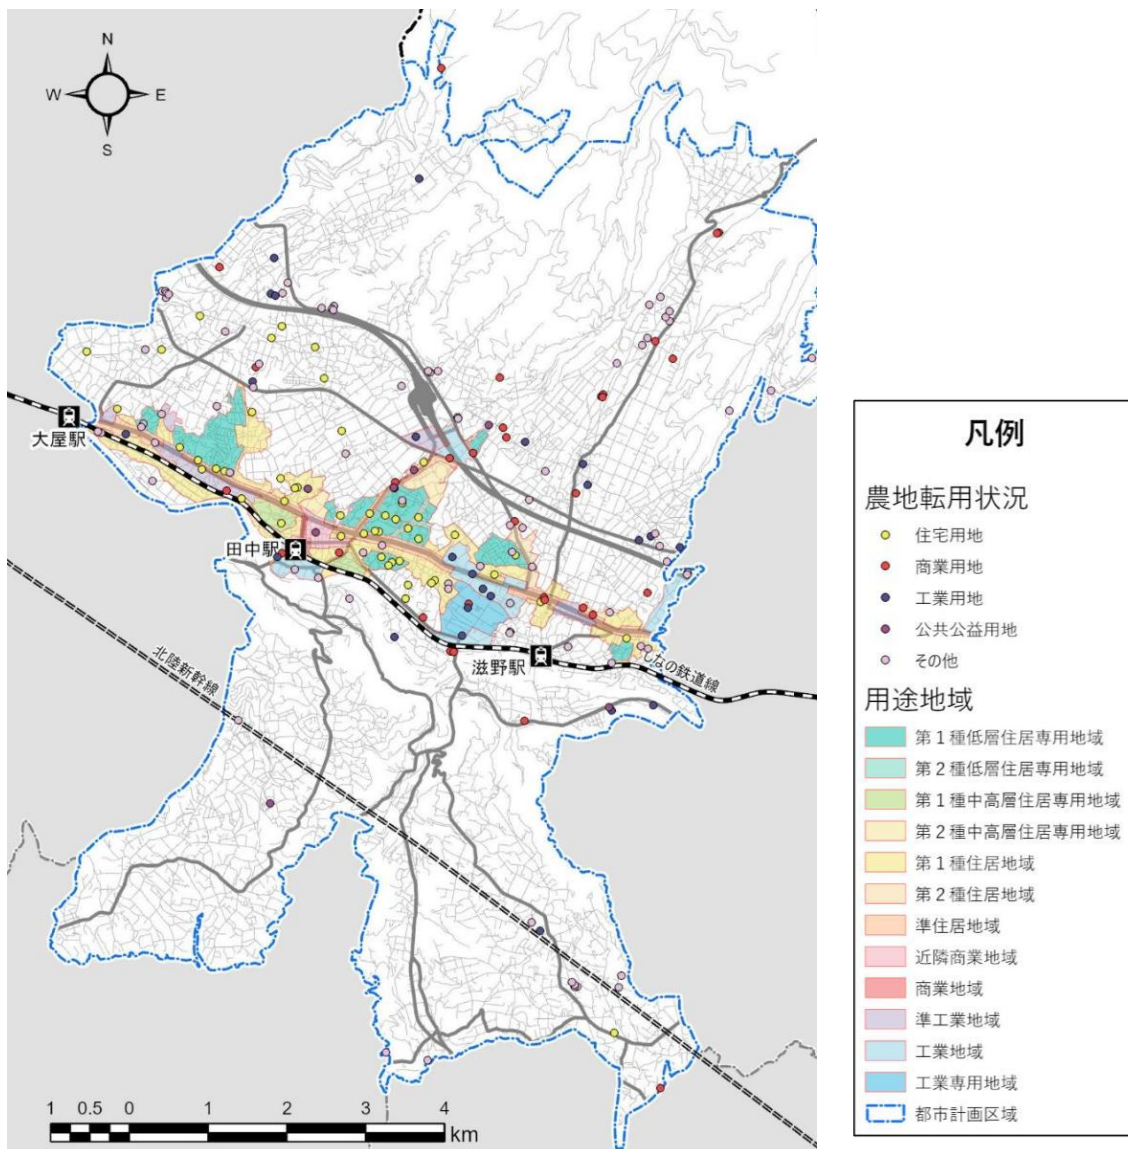 N
W E
S
大屋駅
田中駅
滋野駅
しなの鉄道線
北陸新幹線
1 0.5 0 1 2 3 4
km
凡例
農地転用状況
住宅用地
商業用地
工業用地
公共公益用地
その他
用途地域
第1種低層住居専用地域
第2種低層住居専用地域
第1種中高層住居専用地域
第2種中高層住居専用地域
第1種住居地域
第2種住居地域
準住居地域
近隣商業地域
商業地域
準工業地域
工業地域
工業専用地域
都市計画区域